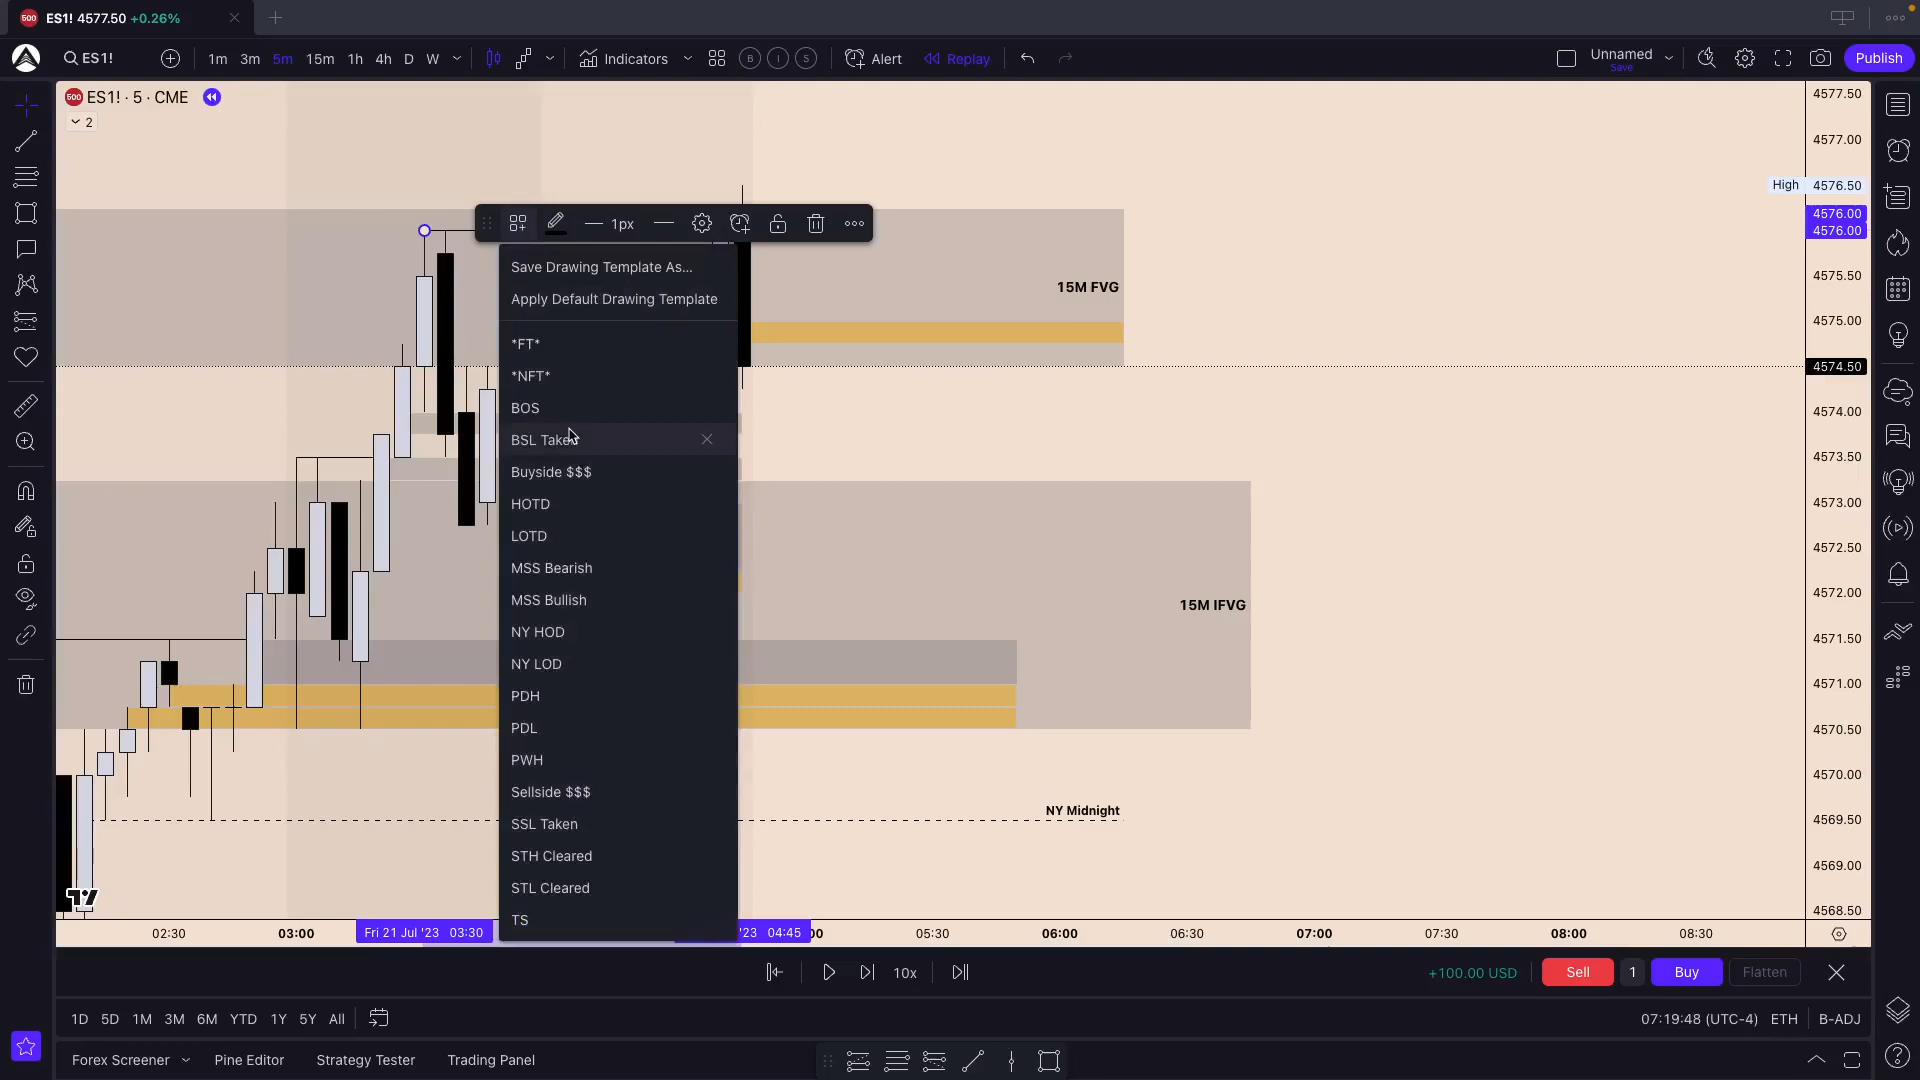 500 ES1! 4577.50 +0.26%
ES1! 1m 3m 5m 15m 1h 4h D W Indicators B I S Alert Replay Unnamed Save Publish
500 ES1! · 5 · CME
2
1px
Save Drawing Template As...
Apply Default Drawing Template
*FT*
*NFT*
BOS
BSL Taken
Buyside $$$
HOTD
LOTD
MSS Bearish
MSS Bullish
NY HOD
NY LOD
PDH
PDL
PWH
Sellside $$$
SSL Taken
STH Cleared
STL Cleared
TS
15M FVG
15M IFVG
NY Midnight
4577.50
4577.00
High 4576.50
4576.00
4576.00
4575.50
4575.00
4574.50
4574.00
4573.50
4573.00
4572.50
4572.00
4571.50
4571.00
4570.50
4570.00
4569.50
4569.00
4568.50
02:30 03:00 Fri 21 Jul '23 03:30 '23 04:45 00 05:30 06:00 06:30 07:00 07:30 08:00 08:30
10x +100.00 USD Sell 1 Buy Flatten
1D 5D 1M 3M 6M YTD 1Y 5Y All 07:19:48 (UTC-4) ETH B-ADJ
Forex Screener Pine Editor Strategy Tester Trading Panel